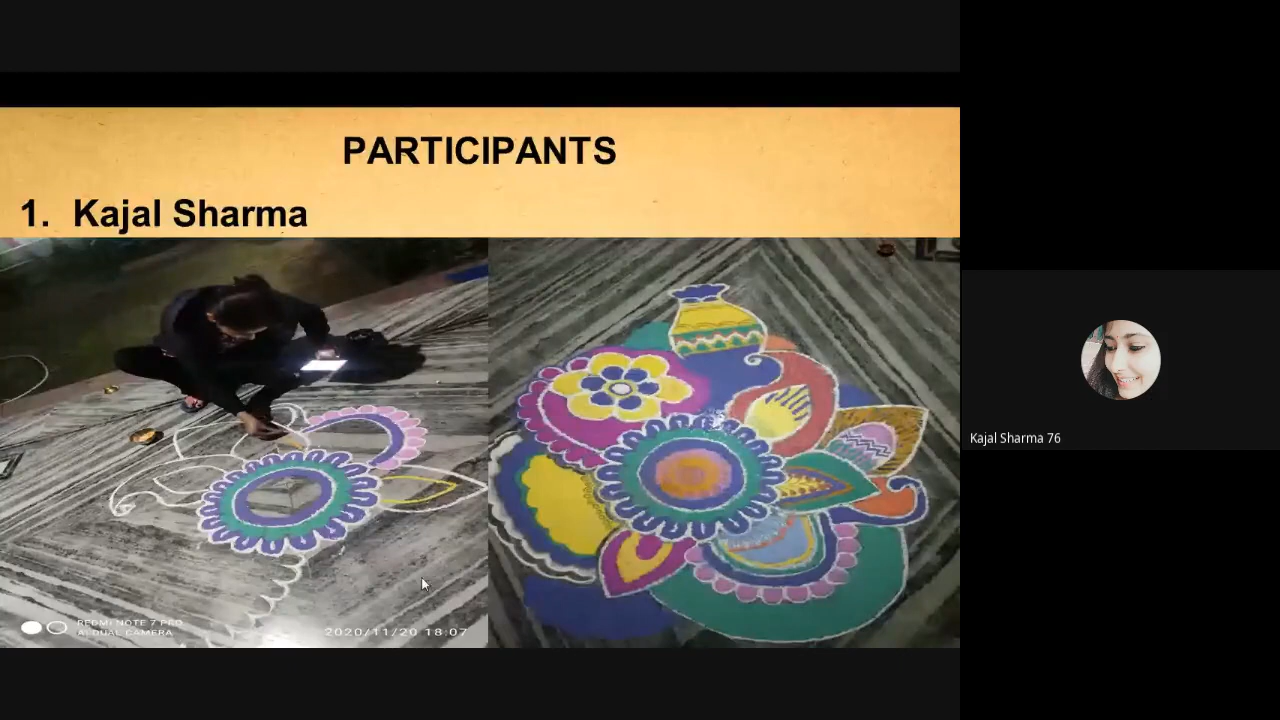 PARTICIPANTS
1. Kajal Sharma
Kajal Sharma 76
REDMI NOTE 7 PRO
AI DUAL CAMERA
2020/11/20 18:07